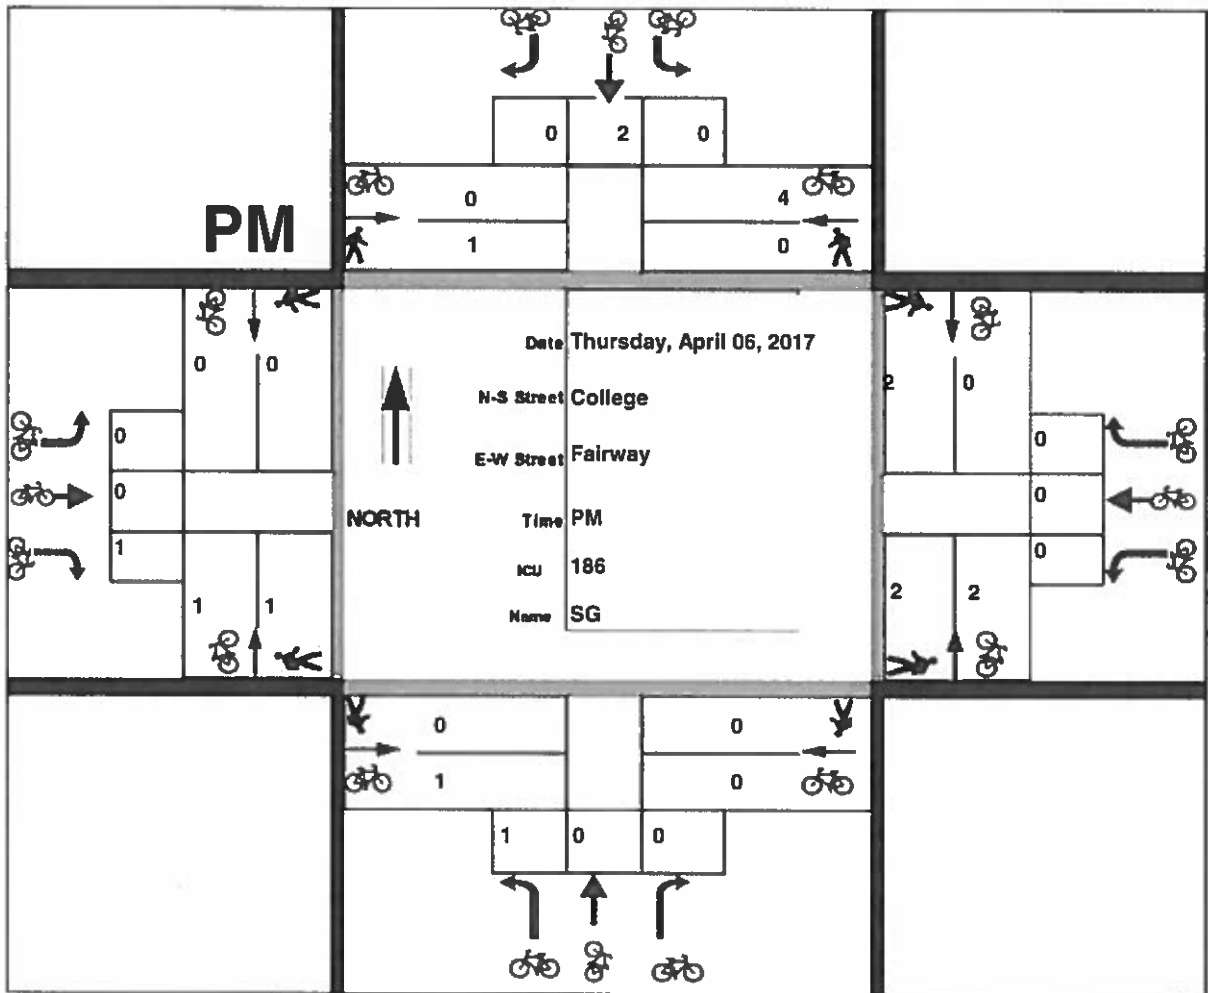 0 2 0
0 4
PM
1 0
0 0
2 0
Date Thursday, April 06, 2017
N-S Street College
0
0
E-W Street Fairway
0
0
NORTH
Time PM
1
0
ICU 186
1 1
2 2
Name SG
0 0
1 0
1 0 0